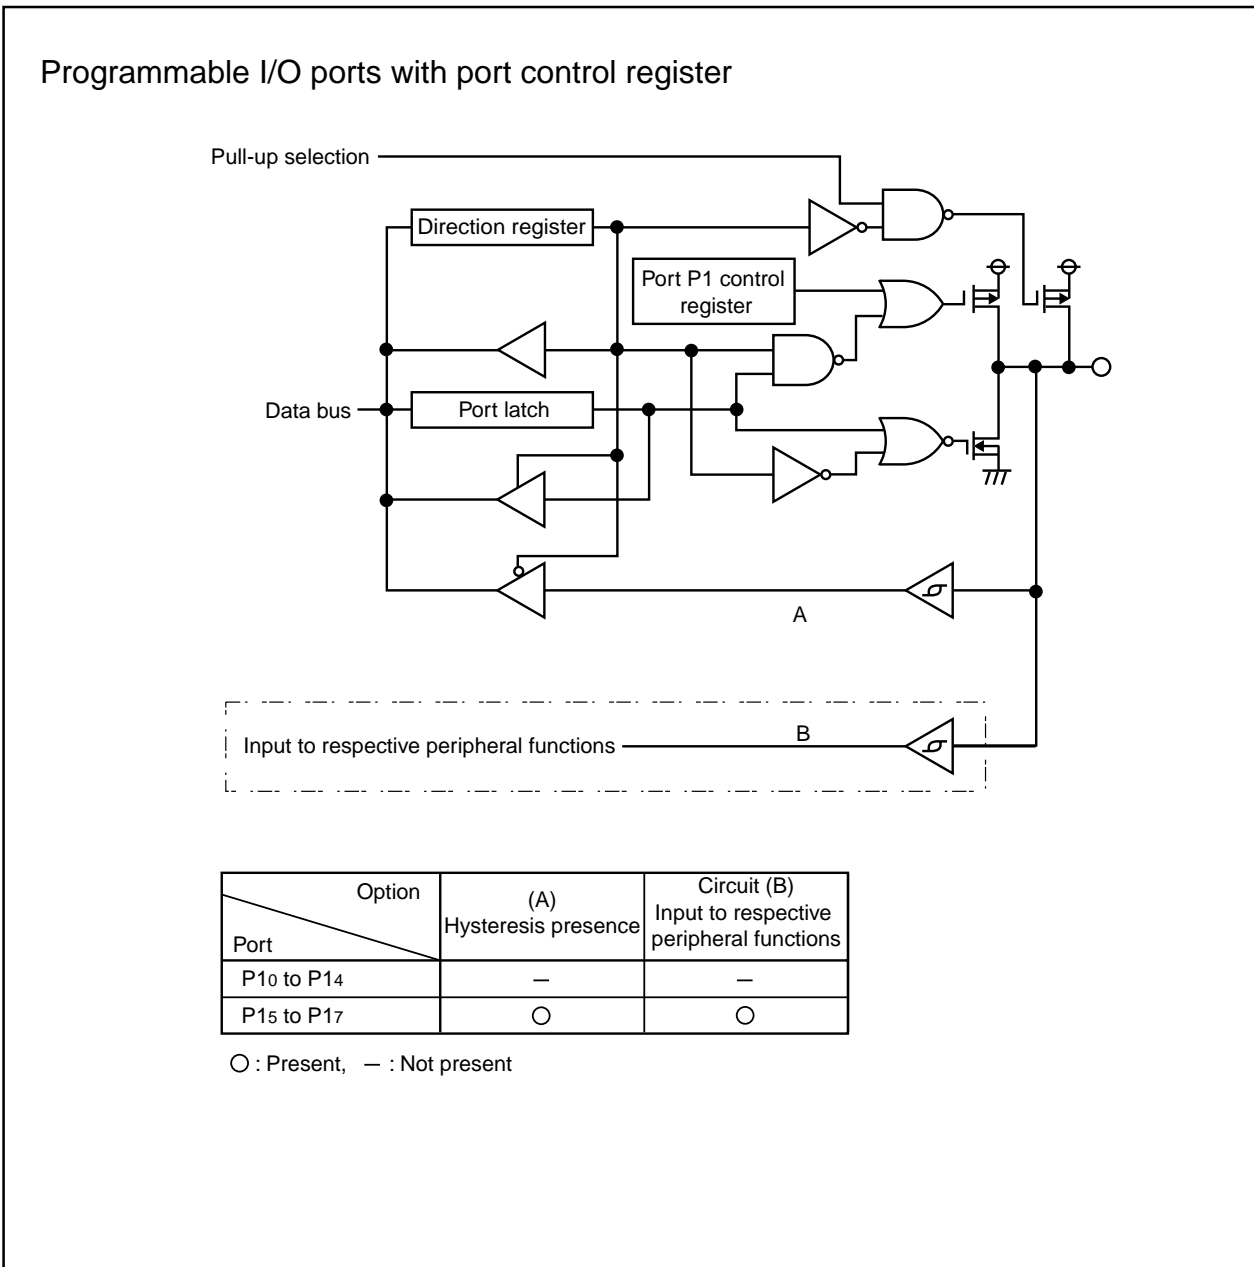 Programmable I/O ports with port control register
Pull-up selection
Direction register
Port P1 control
register
Data bus
Port latch
A
B
Input to respective peripheral functions
Option
Port
(A)
Hysteresis presence
Circuit (B)
Input to respective
peripheral functions
P10 to P14
–
–
P15 to P17
○
○
○ : Present, – : Not present